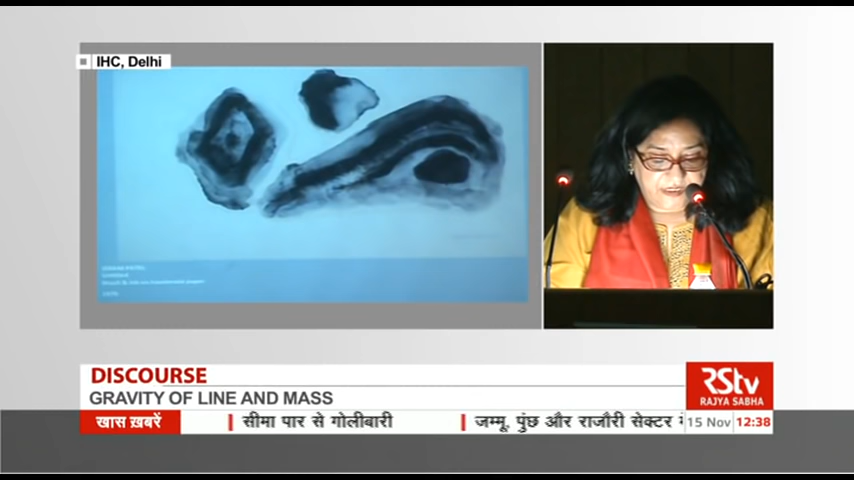 IHC, Delhi
1976
DISCOURSE
GRAVITY OF LINE AND MASS
RStv
RAJYA SABHA
खास ख़बरें
सीमा पार से गोलीबारी
जम्मू, पुंछ और राजौरी सेक्टर
15 Nov 12:38